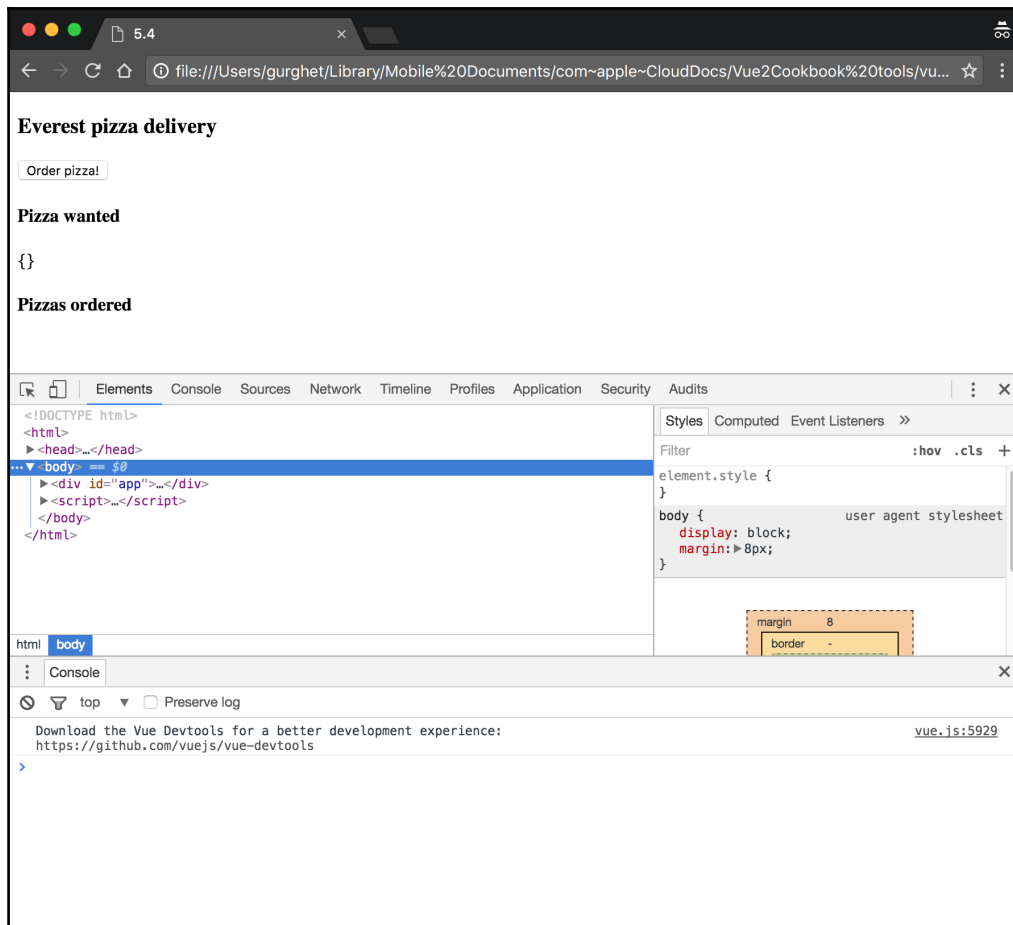 5.4
file:///Users/gurghet/Library/Mobile%20Documents/com~apple~CloudDocs/Vue2Cookbook%20tools/vu...
Everest pizza delivery
Order pizza!
Pizza wanted
{}
Pizzas ordered
Elements Console Sources Network Timeline Profiles Application Security Audits
<!DOCTYPE html>
<html>
<head>…</head>
<body> == $0
<div id="app">…</div>
<script>…</script>
</body>
</html>
html body
Styles Computed Event Listeners »
Filter :hov .cls +
element.style {
}
body { user agent stylesheet
display: block;
margin: 8px;
}
margin 8
border -
Console
top Preserve log
Download the Vue Devtools for a better development experience: vue.js:5929
https://github.com/vuejs/vue-devtools
>